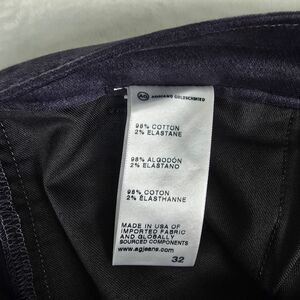 AG ADRIANO GOLDSCHMIED
98% COTTON
2% ELASTANE
98% ALGODÓN
2% ELASTANO
98% COTON
2% ELASTHANNE
MADE IN USA OF
IMPORTED FABRIC
AND GLOBALLY
SOURCED COMPONENTS
www.agjeans.com
32